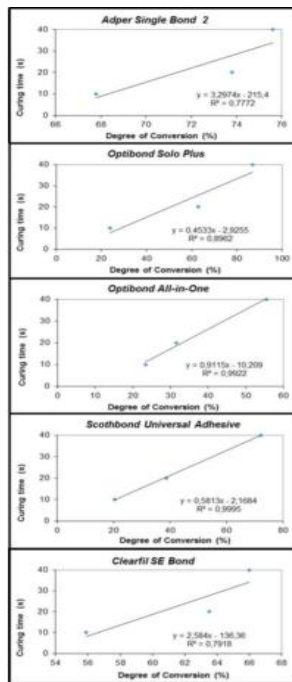 Adper Single Bond 2
Curing time (s)
40
30
20
10
0
y = 3,2974x - 215,4
R² = 0,7772
66 68 70 72 74 76
Degree of Conversion (%)
Optibond Solo Plus
Curing time (s)
40
30
20
10
0
y = 0.4533x - 2,9255
R² = 0,8962
0 20 40 60 80 100
Degree of Conversion (%)
Optibond All-in-One
Curing time (s)
40
30
20
10
0
y = 0,9115x - 10,209
R² = 0,9922
0 10 20 30 40 50 60
Degree of Conversion (%)
Scothbond Universal Adhesive
Curing time (s)
40
30
20
10
0
y = 0,5813x - 2,1684
R² = 0,9995
0 20 40 60 80
Degree of Conversion (%)
Clearfil SE Bond
Curing time (s)
40
30
20
10
0
y = 2,584x - 136,36
R² = 0,7918
54 56 58 60 62 64 66 68
Degree of Conversion (%)